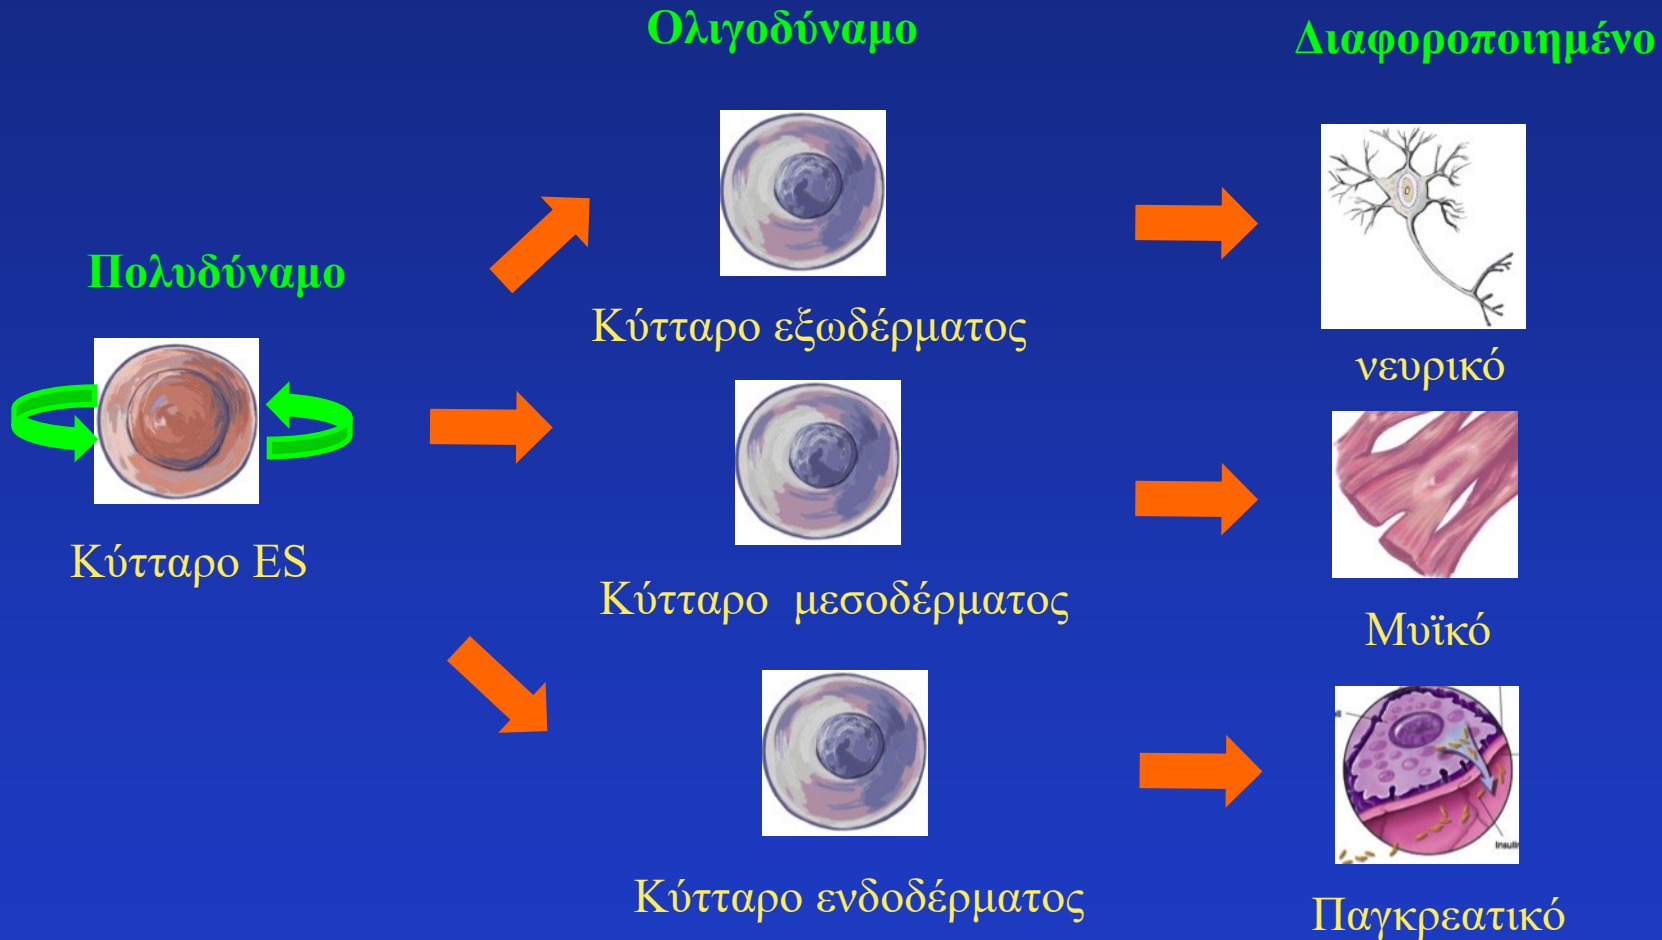 Ολιγοδύναμο
Διαφοροποιημένο
Πολυδύναμο
Κύτταρο εξωδέρματος
νευρικό
Κύτταρο ES
Κύτταρο μεσοδέρματος
Μυϊκό
Κύτταρο ενδοδέρματος
Παγκρεατικό